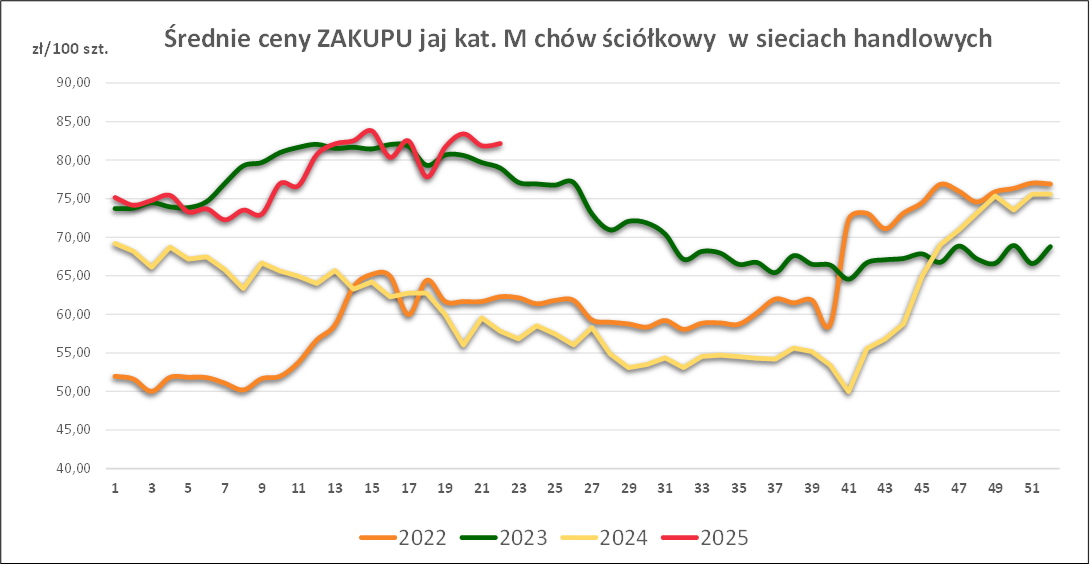 Średnie ceny ZAKUPU jaj kat. M chów ściółkowy w sieciach handlowych
zł/100 szt.
90,00
85,00
80,00
75,00
70,00
65,00
60,00
55,00
50,00
45,00
40,00
1 3 5 7 9 11 13 15 17 19 21 23 25 27 29 31 33 35 37 39 41 43 45 47 49 51
2022 2023 2024 2025